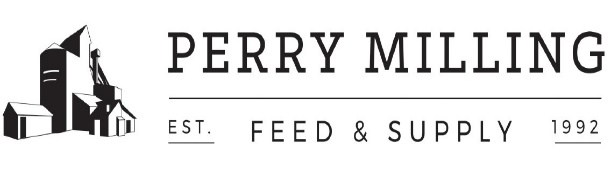 PERRY MILLING
EST. FEED & SUPPLY 1992